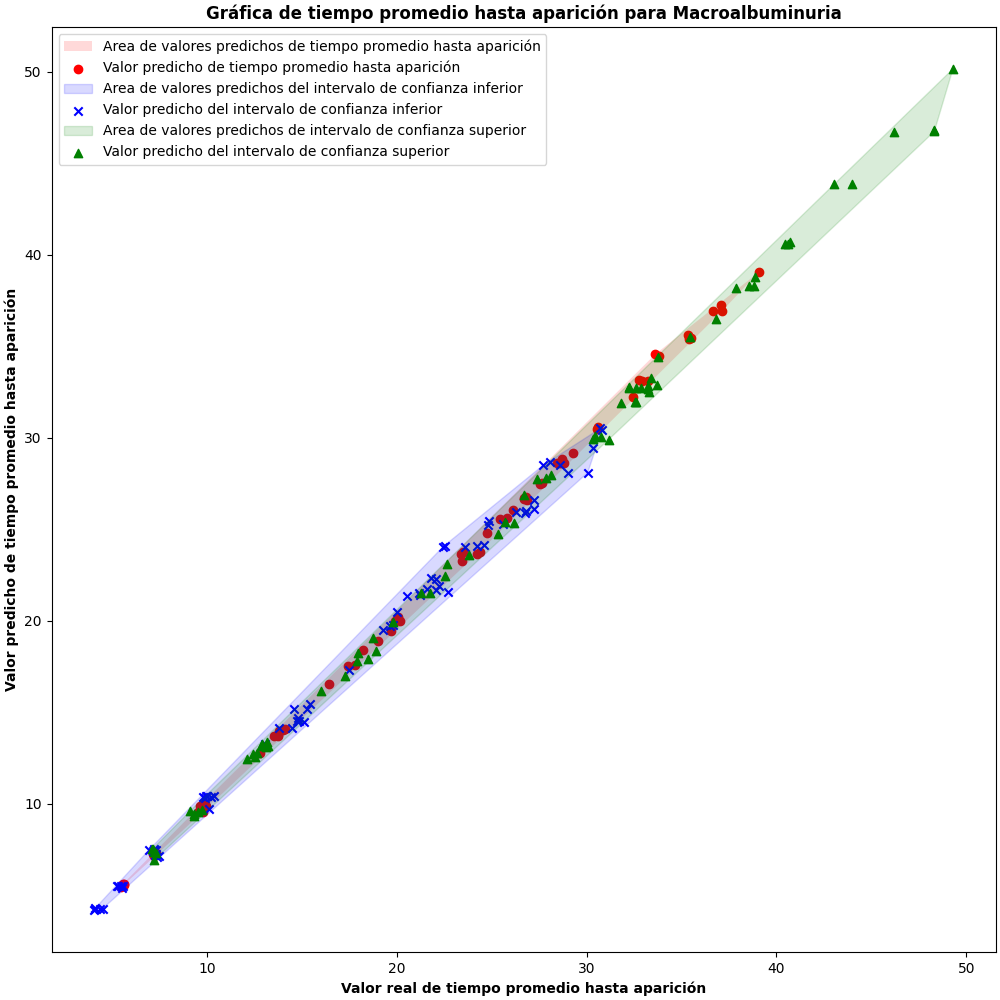 Gráfica de tiempo promedio hasta aparición para Macroalbuminuria
Area de valores predichos de tiempo promedio hasta aparición
Valor predicho de tiempo promedio hasta aparición
Area de valores predichos del intervalo de confianza inferior
Valor predicho del intervalo de confianza inferior
Area de valores predichos de intervalo de confianza superior
Valor predicho del intervalo de confianza superior
Valor predicho de tiempo promedio hasta aparición
50
40
30
20
10
10 20 30 40 50
Valor real de tiempo promedio hasta aparición